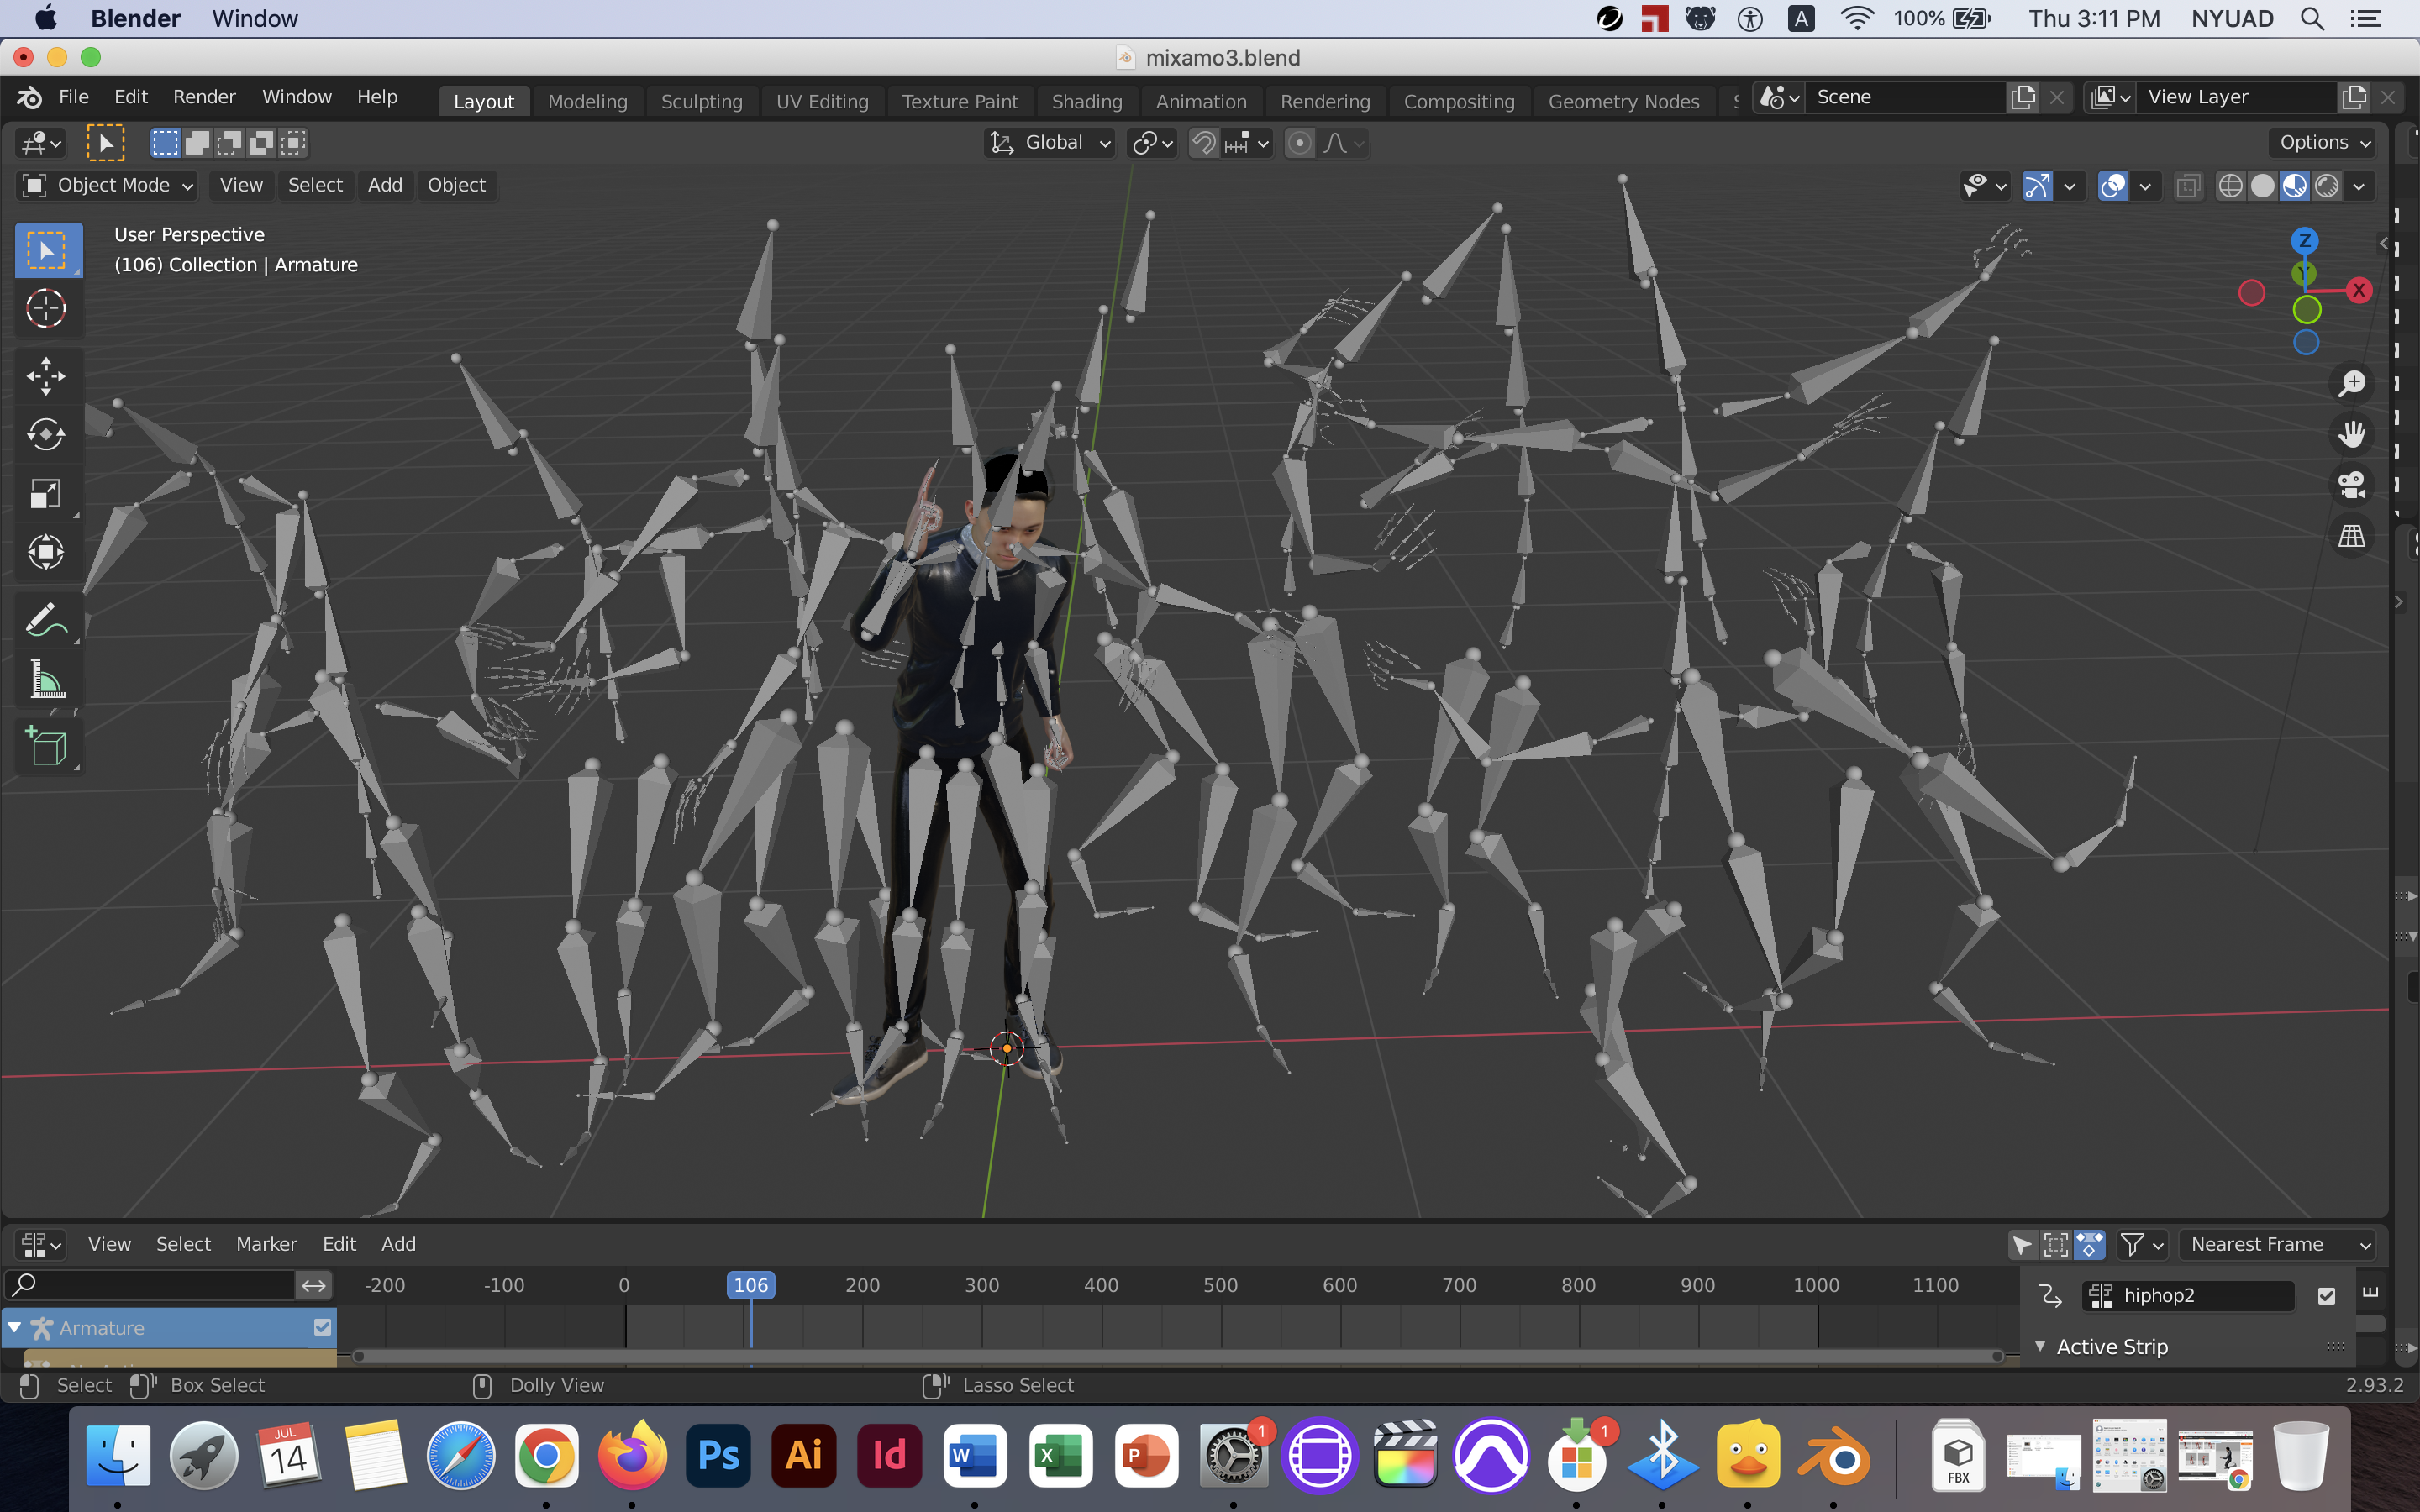 Blender Window A 100% Thu 3:11 PM NYUAD
mixamo3.blend
File Edit Render Window Help Layout Modeling Sculpting UV Editing Texture Paint Shading Animation Rendering Compositing Geometry Nodes Scene View Layer
Global Options
Object Mode View Select Add Object
User Perspective
(106) Collection | Armature
Z
Y
X
View Select Marker Edit Add Nearest Frame
-200 -100 0 106 200 300 400 500 600 700 800 900 1000 1100 hiphop2
Armature
Active Strip
Select Box Select Dolly View Lasso Select 2.93.2
JUL
14
Ps Ai Id W X P 1 1 FBX